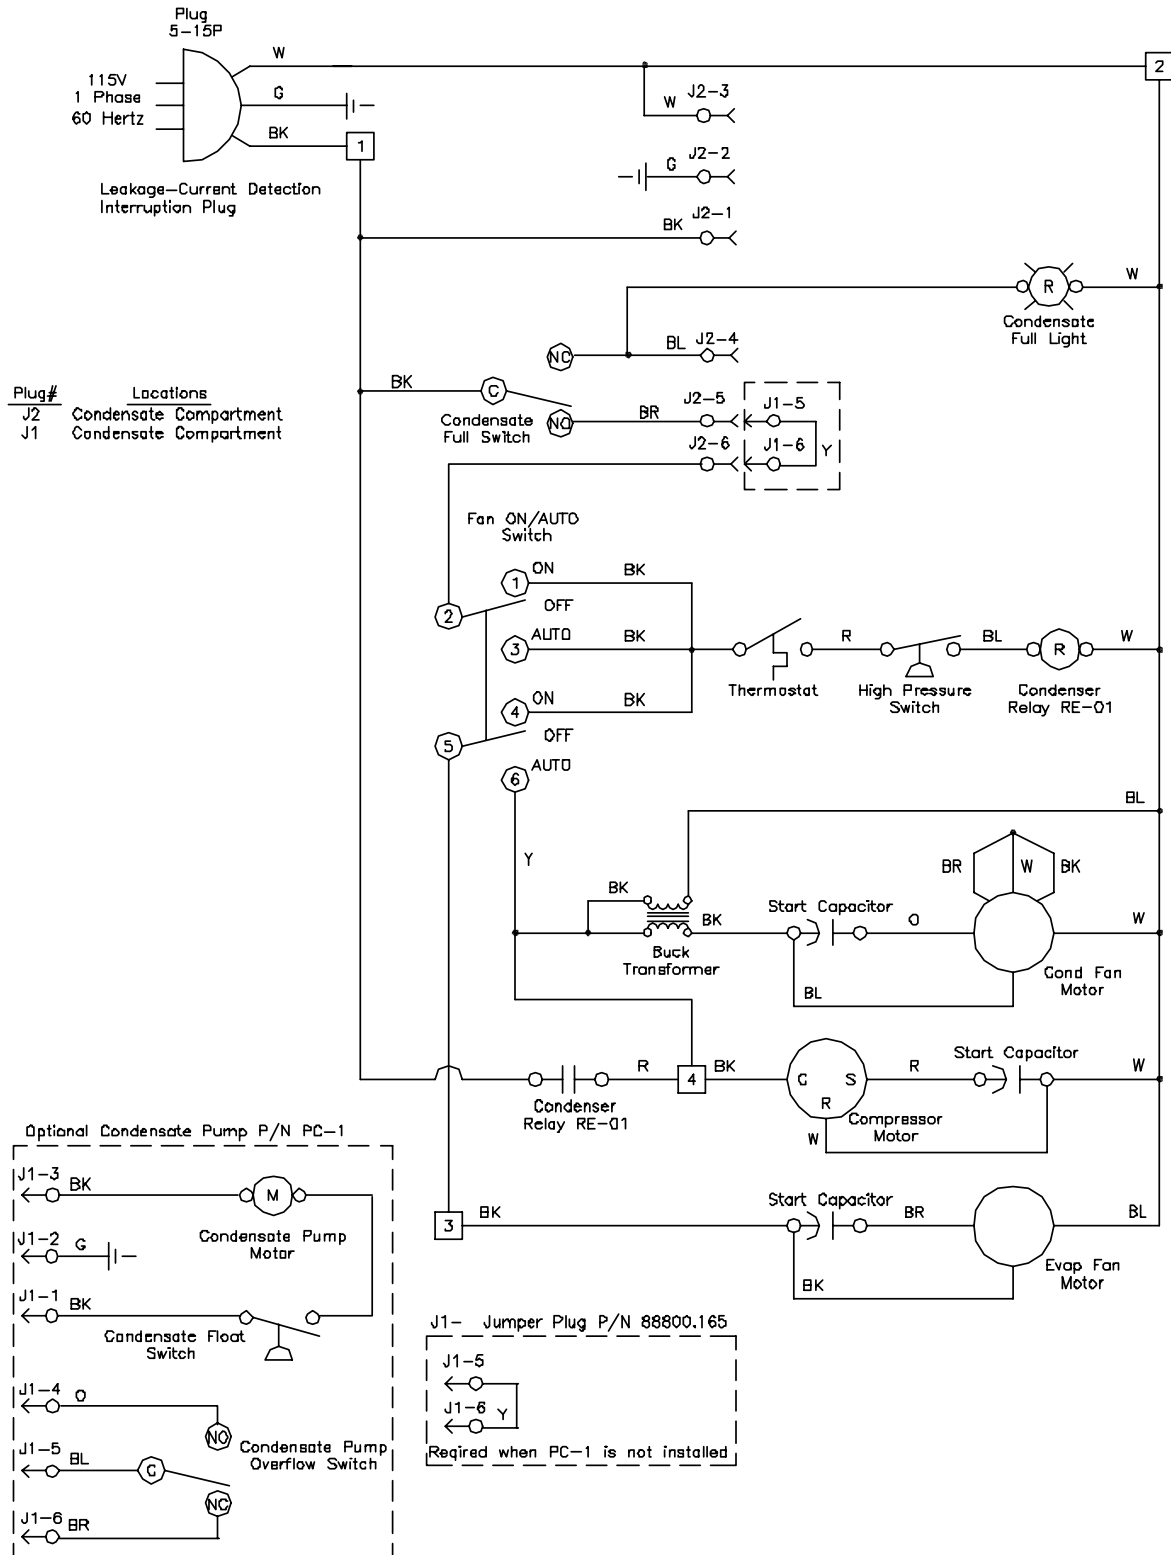 Plug
5-15P
W
2
115V
1 Phase
60 Hertz
G
BK
1
W
J2-3
G
J2-2
Leakage-Current Detection
Interruption Plug
BK
J2-1
R
W
Condensate
Full Light
NC
BL
J2-4
Plug# Locations
J2 Condensate Compartment
J1 Condensate Compartment
BK
C
Condensate
Full Switch
NO
BR
J2-5
J1-5
J2-6
J1-6
Y
Fan ON/AUTO
Switch
1
ON
BK
2
OFF
3
AUTO
BK
Thermostat
R
High Pressure
Switch
BL
R
Condenser
Relay RE-01
W
4
ON
BK
5
OFF
6
AUTO
BL
Y
BK
BK
Buck
Transformer
Start Capacitor
O
BR
W
BK
W
BL
Cond Fan
Motor
Condenser
Relay RE-01
R
4
BK
C
S
R
Compressor
Motor
R
Start Capacitor
W
W
3
BK
Start Capacitor
BR
BL
BK
Evap Fan
Motor
Optional Condensate Pump P/N PC-1
J1-3
BK
M
Condensate Pump
Motor
J1-2
G
J1-1
BK
Condensate Float
Switch
J1-4
O
NO
Condensate Pump
Overflow Switch
J1-5
BL
C
NC
J1-6
BR
J1- Jumper Plug P/N 88800.165
J1-5
J1-6
Y
Reqired when PC-1 is not installed